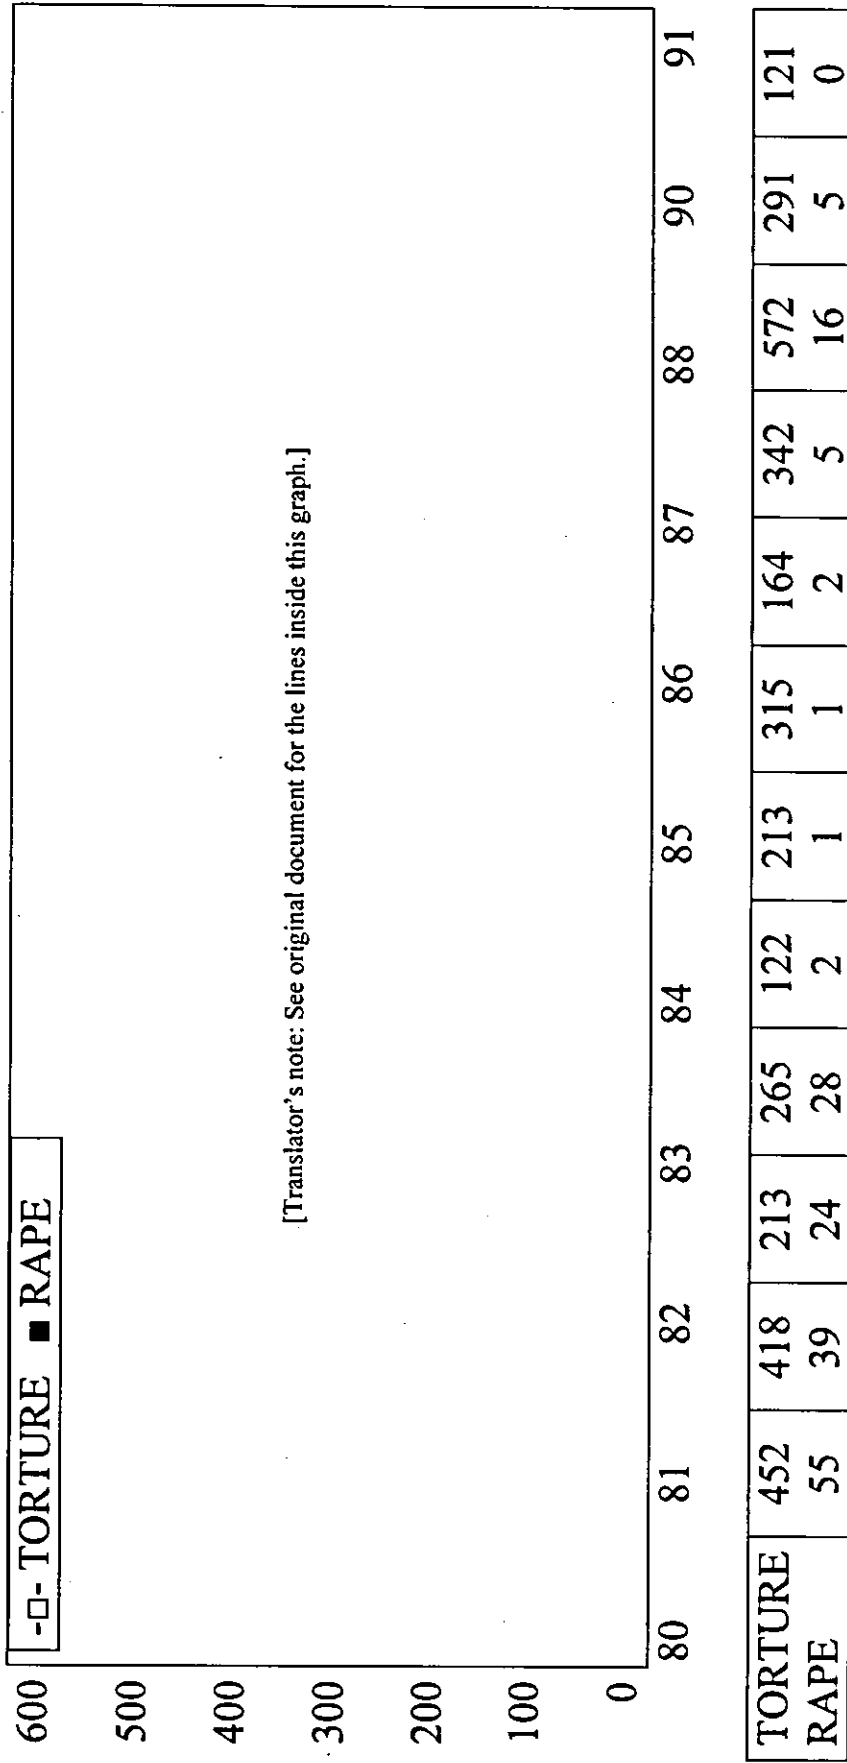 -□- TORTURE ■ RAPE
600
500
400
300
200
100
0
[Translator's note: See original document for the lines inside this graph.]
80 81 82 83 84 85 86 87 88 90 91
TORTURE 452 418 213 265 122 213 315 164 342 572 291 121
RAPE 55 39 24 28 2 1 1 2 5 16 5 0